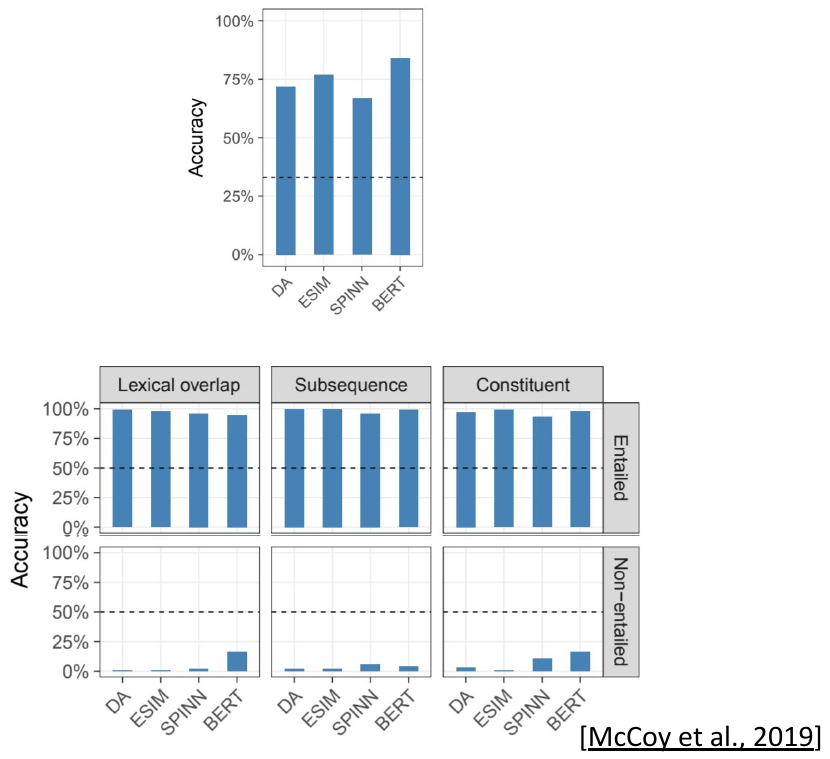 100%
75%
50%
25%
0%
Accuracy
DA ESIM SPINN BERT
Lexical overlap Subsequence Constituent
100%
75%
50%
25%
0%
Entailed
Accuracy
100%
75%
50%
25%
0%
Non-entailed
DA ESIM SPINN BERT DA ESIM SPINN BERT DA ESIM SPINN BERT
[McCoy et al., 2019]